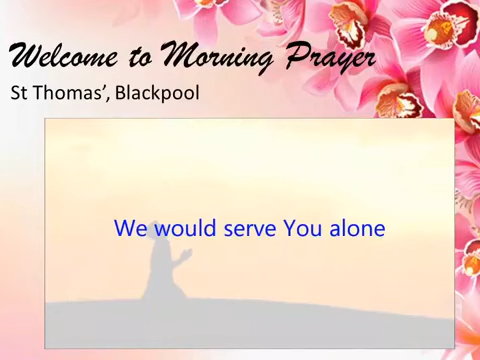 Welcome to Morning Prayer
St Thomas’, Blackpool
We would serve You alone